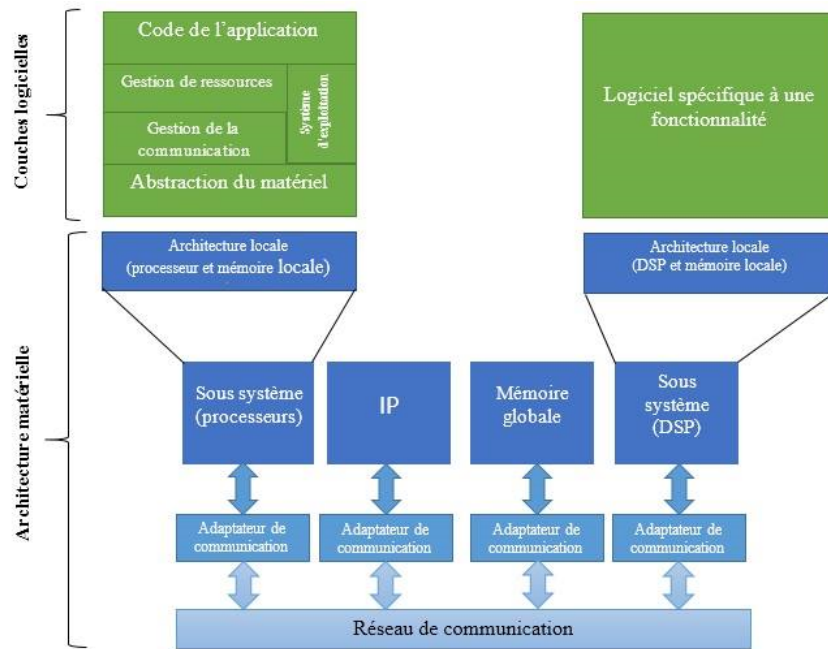 Couches logicielles
Code de l'application
Gestion de ressources
Gestion de la
communication
Système
d'exploitation
Abstraction du matériel
Logiciel spécifique à une
fonctionnalité
Architecture matérielle
Architecture locale
(processeur et mémoire locale)
Architecture locale
(DSP et mémoire locale)
Sous système
(processeurs)
IP
Mémoire
globale
Sous
système
(DSP)
Adaptateur de
communication
Adaptateur de
communication
Adaptateur de
communication
Adaptateur de
communication
Réseau de communication